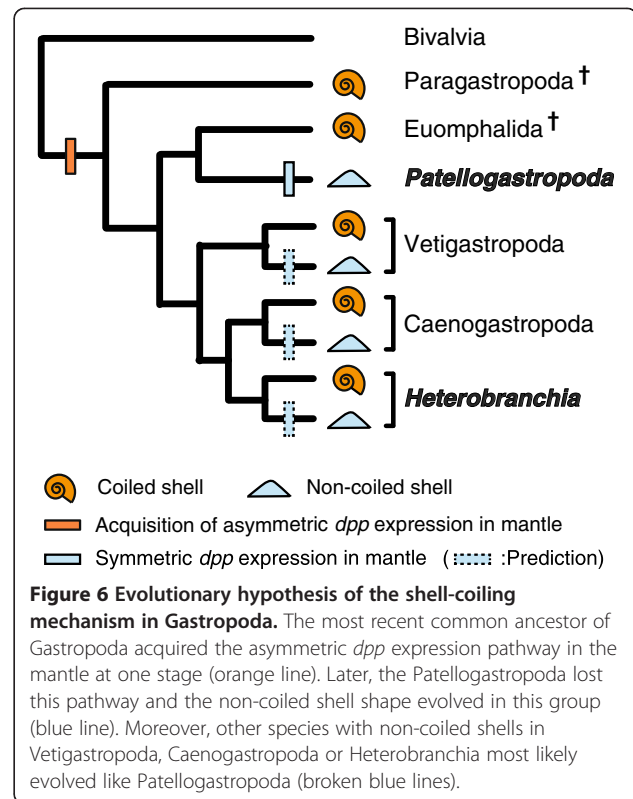 Bivalvia
Paragastropoda †
Euomphalida †
Patellogastropoda
Vetigastropoda
Caenogastropoda
Heterobranchia
Coiled shell Non-coiled shell
Acquisition of asymmetric dpp expression in mantle
Symmetric dpp expression in mantle ( :Prediction)
Figure 6 Evolutionary hypothesis of the shell-coiling
mechanism in Gastropoda. The most recent common ancestor of
Gastropoda acquired the asymmetric dpp expression pathway in the
mantle at one stage (orange line). Later, the Patellogastropoda lost
this pathway and the non-coiled shell shape evolved in this group
(blue line). Moreover, other species with non-coiled shells in
Vetigastropoda, Caenogastropoda or Heterobranchia most likely
evolved like Patellogastropoda (broken blue lines).